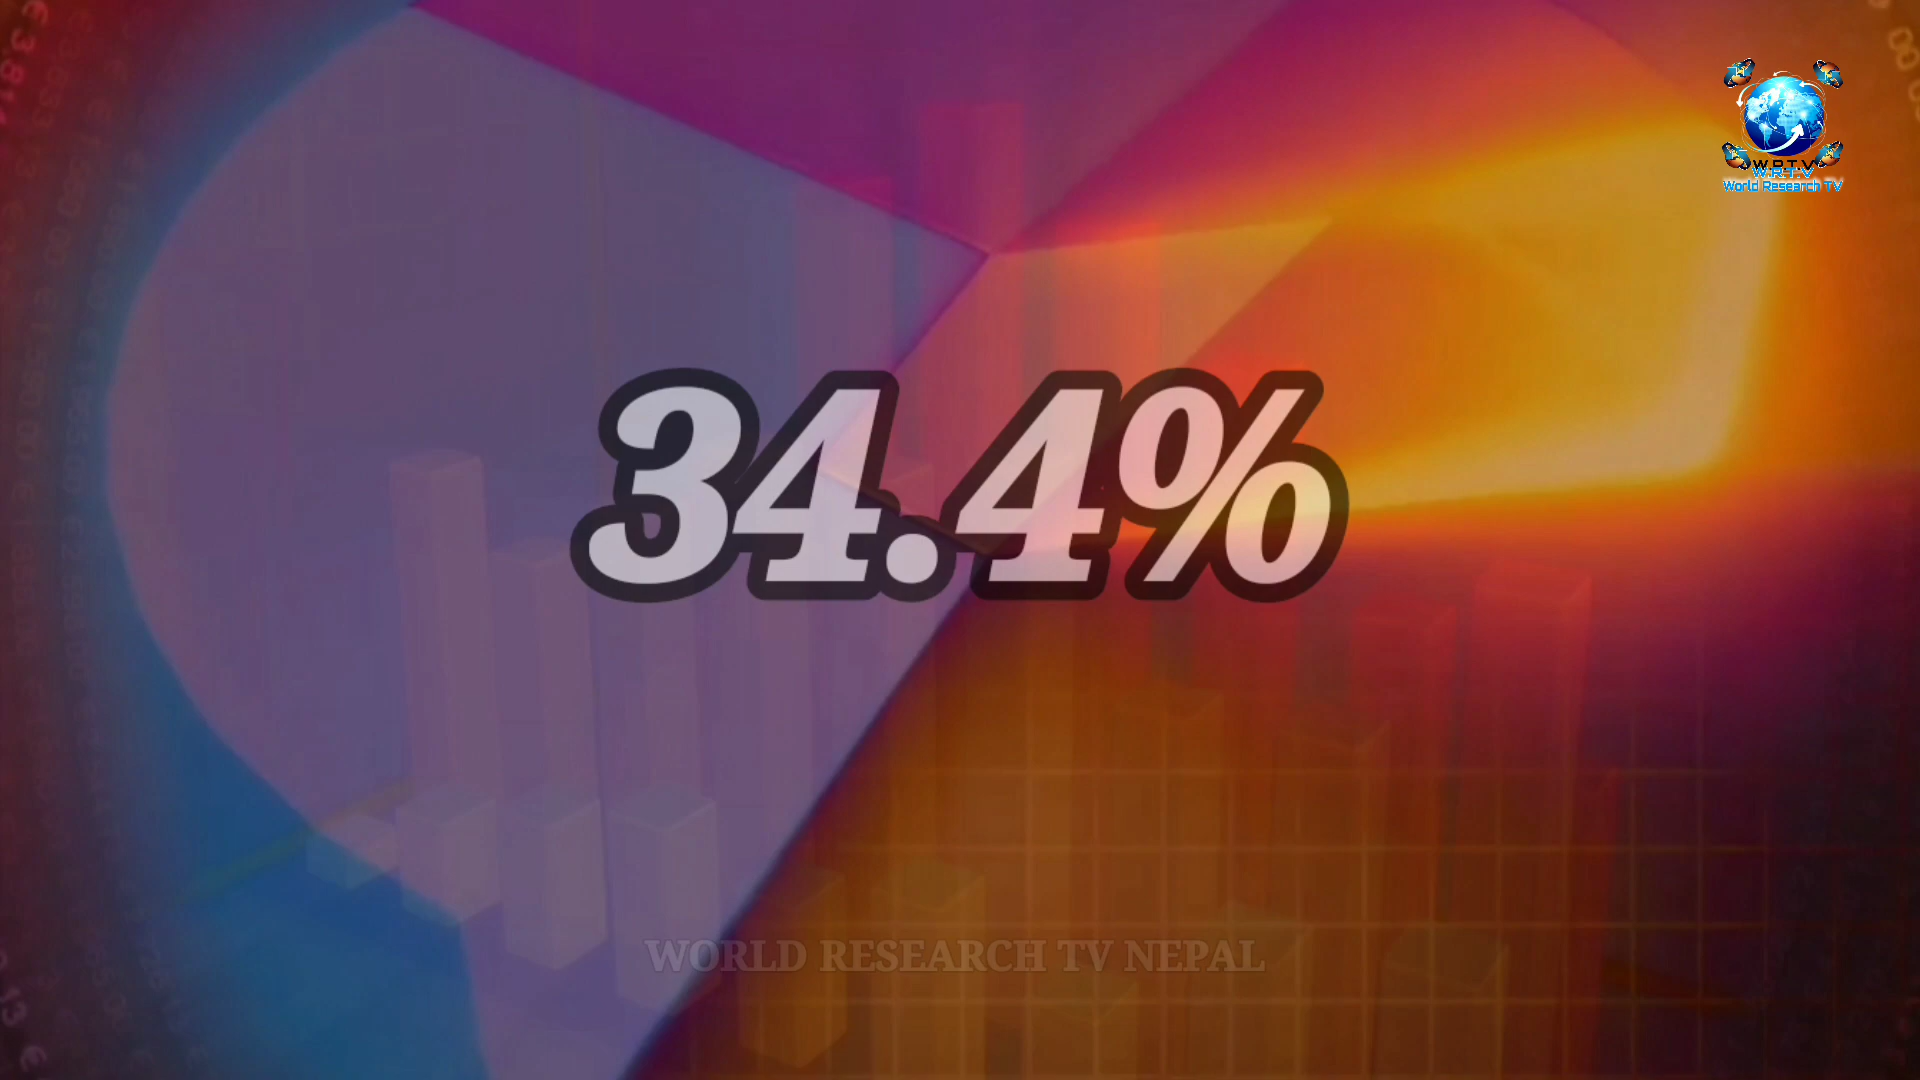 W.R.T.V
W.R.T.V
World Research TV
34.4%
WORLD RESEARCH TV NEPAL